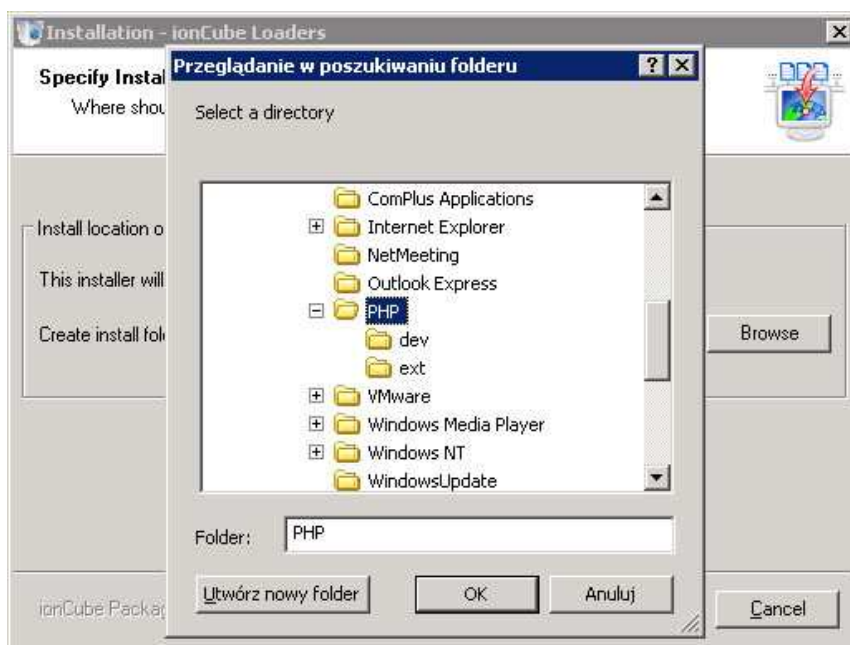 Installation - ionCube Loaders
Przeglądanie w poszukiwaniu folderu
Specify Instal
Where shou
Select a directory
ComPlus Applications
Internet Explorer
NetMeeting
Outlook Express
PHP
dev
ext
VMware
Windows Media Player
Windows NT
WindowsUpdate
Install location o
This installer will
Create install fol
Browse
Folder: PHP
Utwórz nowy folder OK Anuluj
ionCube Packag
Cancel